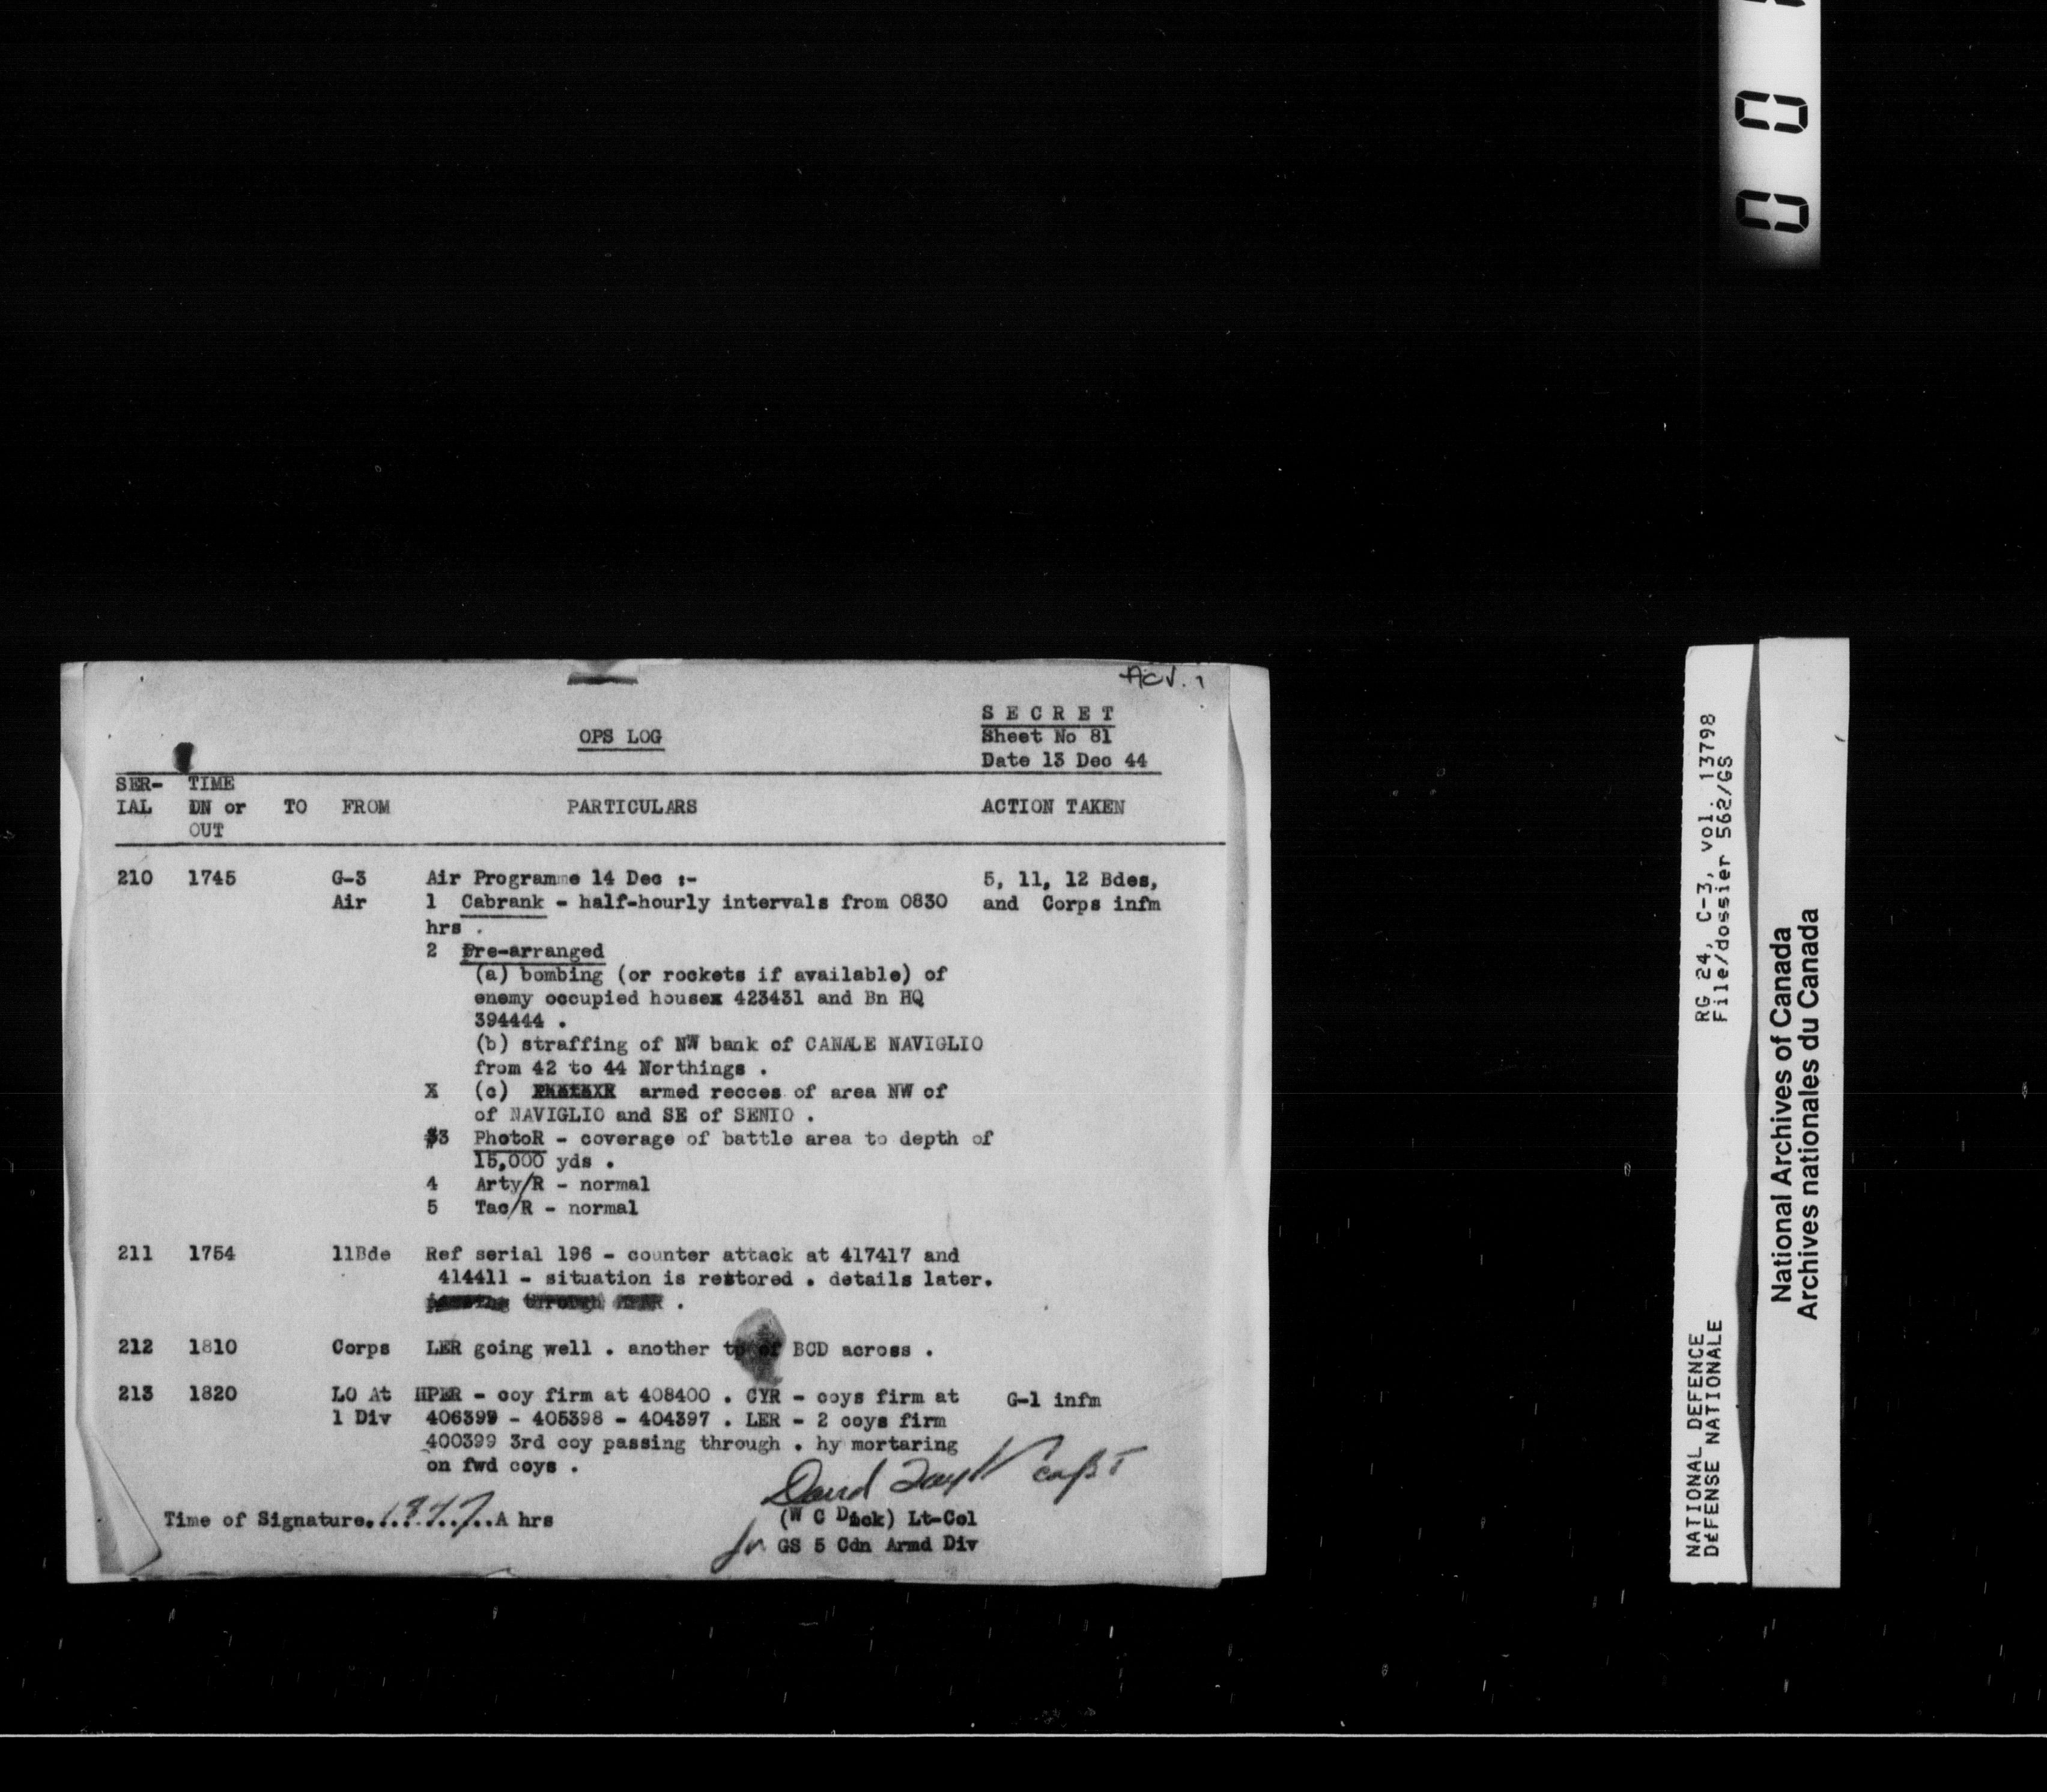 ACV. 1
S E C R E T
OPS LOG
Sheet No 81
Date 13 Dec 44
SER- TIME
IAL DN or TO FROM PARTICULARS ACTION TAKEN
OUT
210 1745 G-3 Air Programme 14 Dec :- 5, 11, 12 Bdes,
Air 1 Cabrank - half-hourly intervals from 0830 and Corps infm
hrs .
2 Pre-arranged
(a) bombing (or rockets if available) of
enemy occupied housex 423431 and Bn HQ
394444 .
(b) straffing of NW bank of CANALE NAVIGLIO
from 42 to 44 Northings .
X (c) armed recces of area NW of
of NAVIGLIO and SE of SENIO .
3 PhotoR - coverage of battle area to depth of
15,000 yds .
4 Arty/R - normal
5 Tac/R - normal
211 1754 11Bde Ref serial 196 - counter attack at 417417 and
414411 - situation is restored . details later.
passing through .
212 1810 Corps LER going well . another tp of BCD across .
213 1820 LO At HPER - coy firm at 408400 . CYR - coys firm at G-1 infm
1 Div 406399 - 405398 - 404397 . LER - 2 coys firm
400399 3rd coy passing through . hy mortaring
on fwd coys .
David Capt
Time of Signature..1847..A hrs (W C Dick) Lt-Col
for GS 5 Cdn Armd Div
0 0
RG 24, C-3, vol. 13798
File/dossier 562/GS
NATIONAL DEFENCE
DéFENSE NATIONALE
National Archives of Canada
Archives nationales du Canada